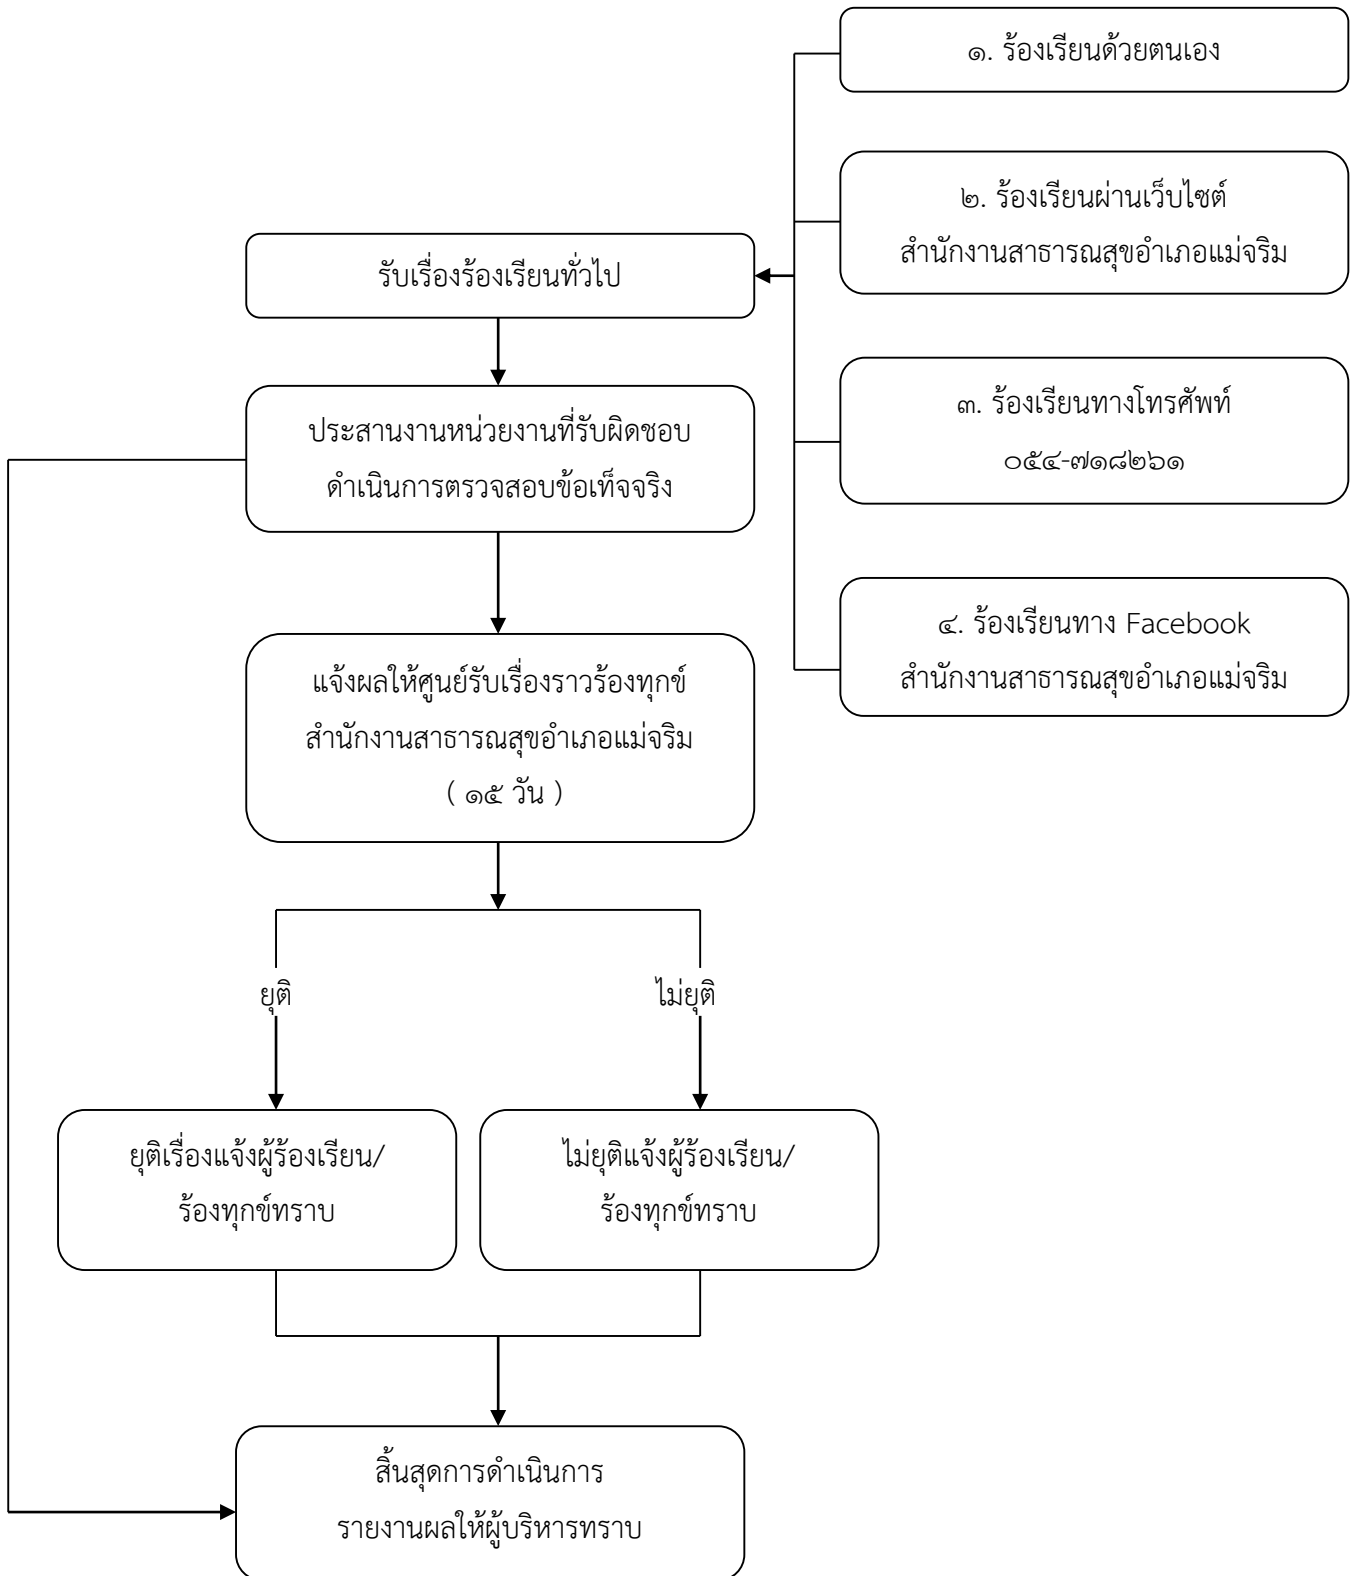 ๑. ร้องเรียนด้วยตนเอง
๒. ร้องเรียนผ่านเว็บไซต์
สำนักงานสาธารณสุขอำเภอแม่จริม
รับเรื่องร้องเรียนทั่วไป
๓. ร้องเรียนทางโทรศัพท์
๐๕๔-๗๑๘๒๖๑
ประสานงานหน่วยงานที่รับผิดชอบ
ดำเนินการตรวจสอบข้อเท็จจริง
๔. ร้องเรียนทาง Facebook
สำนักงานสาธารณสุขอำเภอแม่จริม
แจ้งผลให้ศูนย์รับเรื่องราวร้องทุกข์
สำนักงานสาธารณสุขอำเภอแม่จริม
( ๑๕ วัน )
ยุติ
ไม่ยุติ
ยุติเรื่องแจ้งผู้ร้องเรียน/
ร้องทุกข์ทราบ
ไม่ยุติแจ้งผู้ร้องเรียน/
ร้องทุกข์ทราบ
สิ้นสุดการดำเนินการ
รายงานผลให้ผู้บริหารทราบ